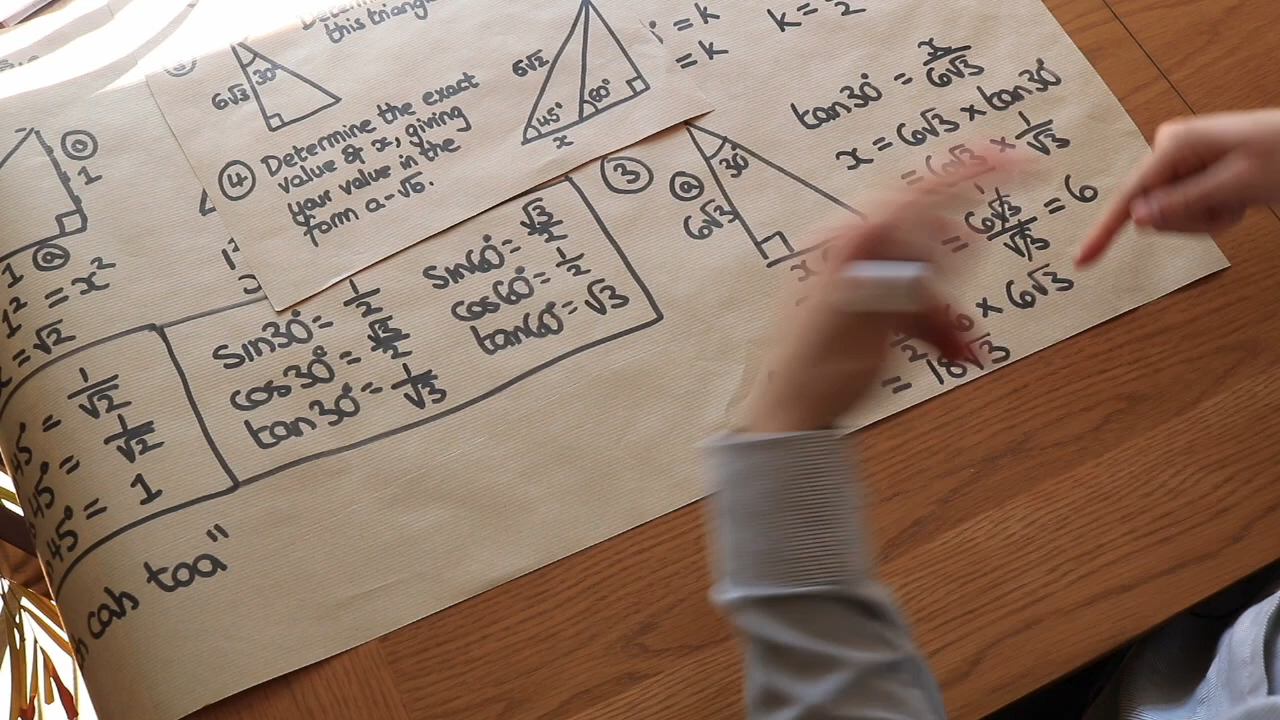 this triangle
30°
6√3
④ Determine the exact
value of x, giving
your value in the
form a-√b.
6√2
45°
60°
x
= k
= k
k =
2
③
ⓐ
30°
6√3
x
tan30° = x/6√3
x = 6√3 × tan30°
= 6√3 × 1/√3
= 6√3/√3 = 6
× 6√3
= 18√3
1
1
ⓐ
1² = x²
= √2
45° = 1/√2
45° = 1/√2
45° = 1
sin30° = 1/2
cos30° = √3/2
tan30° = 1/√3
sin60° = √3/2
cos60° = 1/2
tan60° = √3
cah toa"